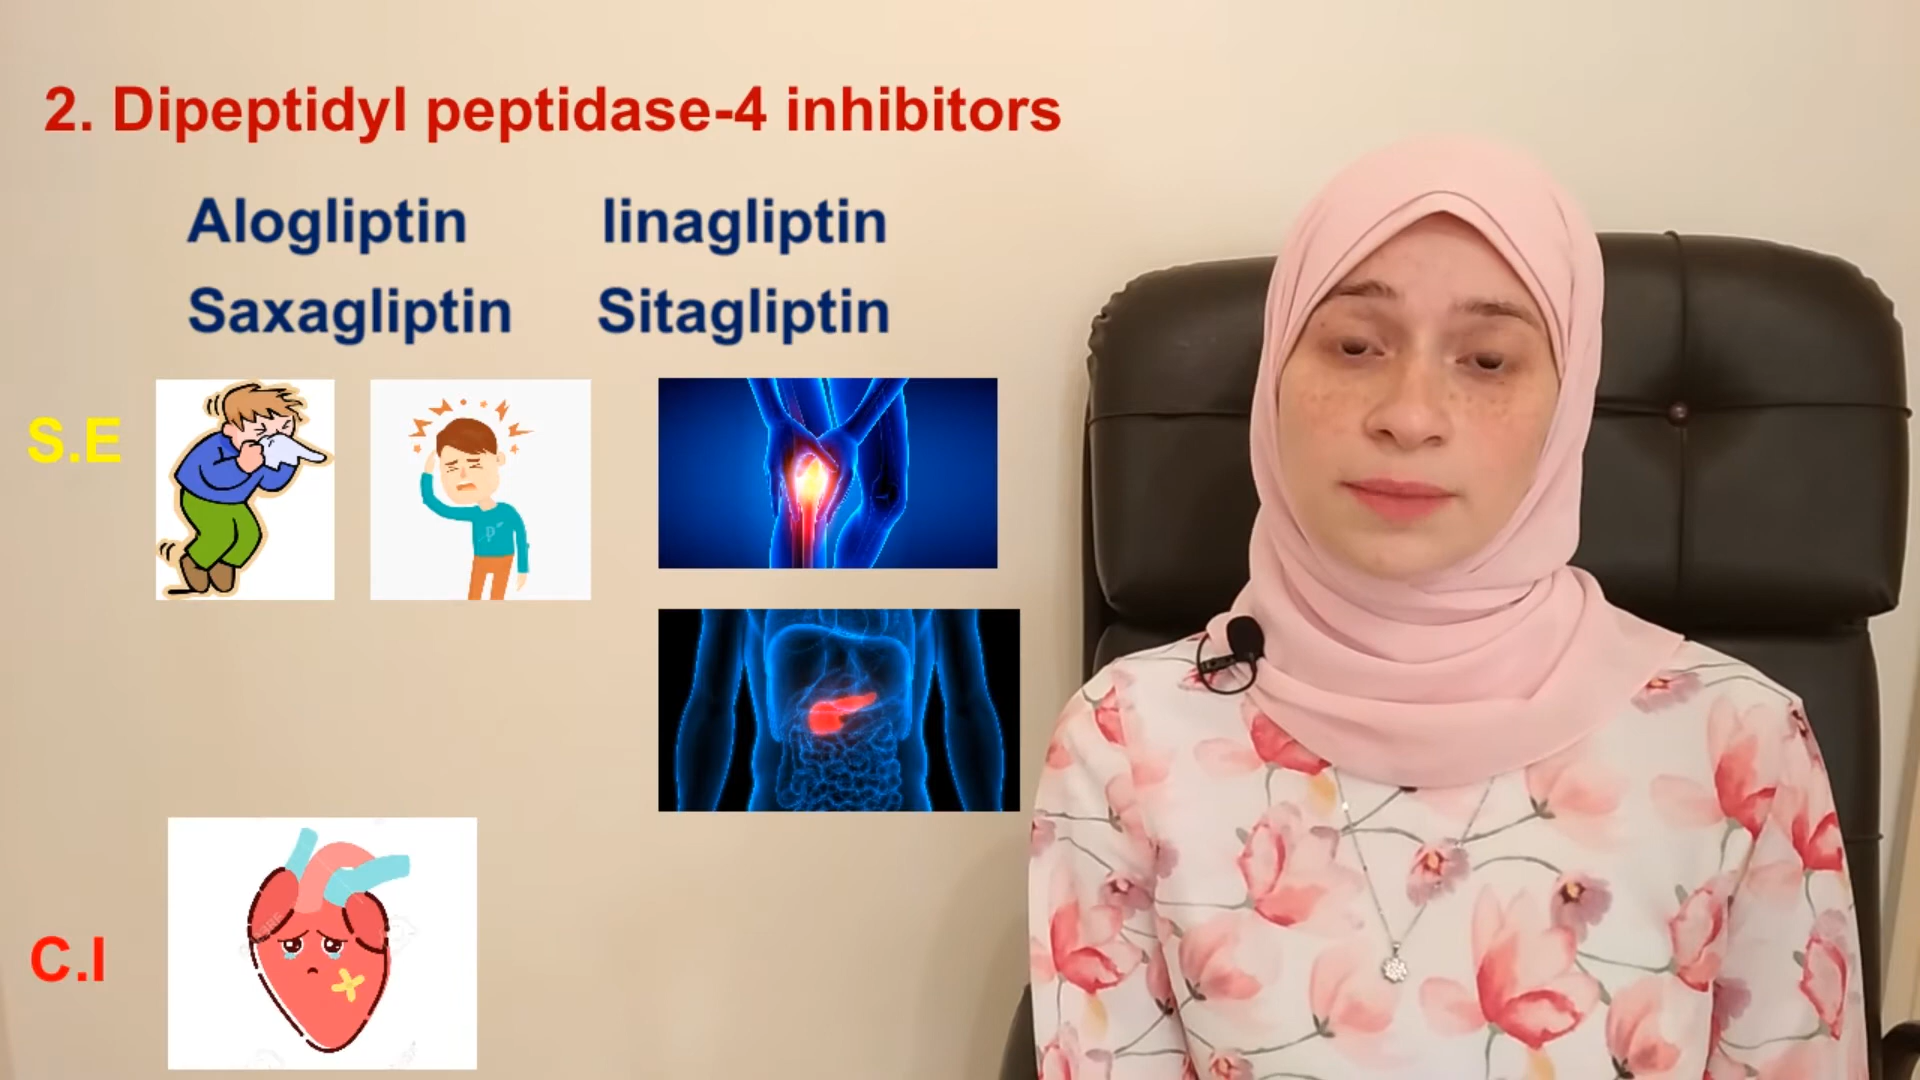 2. Dipeptidyl peptidase-4 inhibitors
Alogliptin linagliptin
Saxagliptin Sitagliptin
S.E
C.I